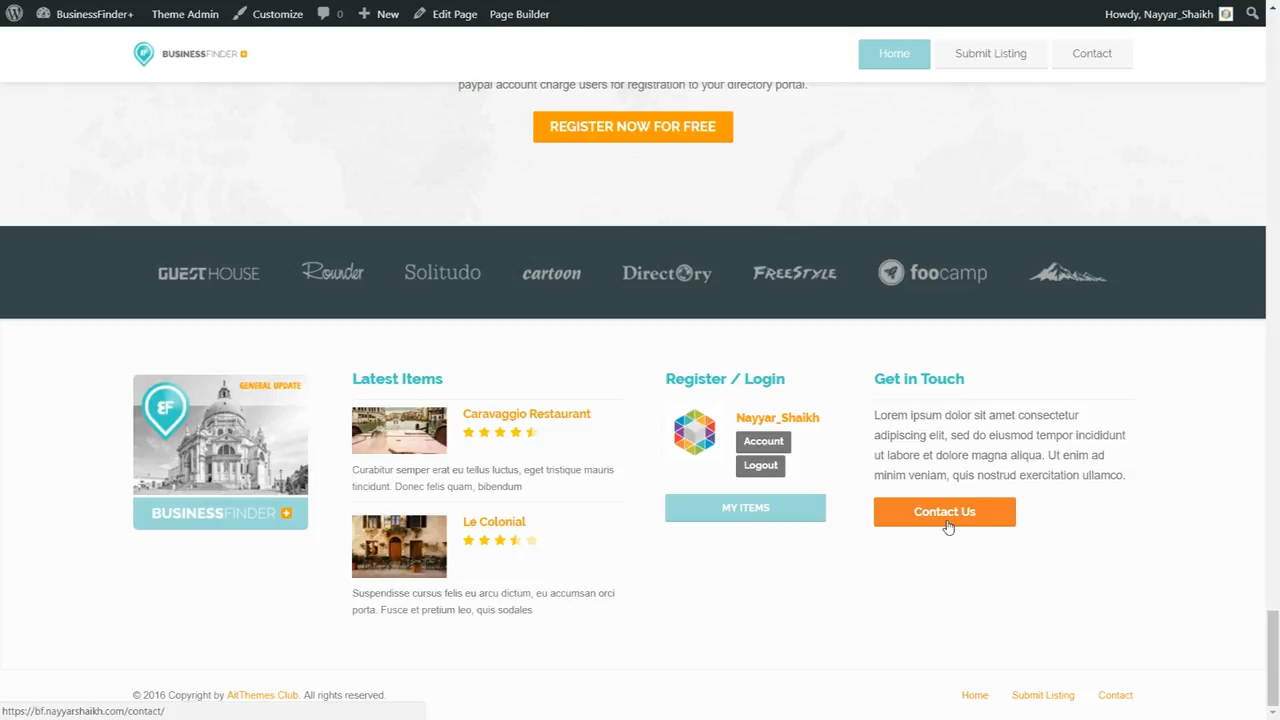 BusinessFinder+ Theme Admin Customize 0 New Edit Page Page Builder Howdy, Nayyar_Shaikh
BUSINESSFINDER Home Submit Listing Contact
paypal account charge users for registration to your directory portal.
REGISTER NOW FOR FREE
GUESTHOUSE Rounder Solitudo cartoon Directory FREESTYLE foocamp
GENERAL UPDATE
BF
BUSINESSFINDER
Latest Items
Caravaggio Restaurant
Curabitur semper erat eu tellus luctus, eget tristique mauris
tincidunt. Donec felis quam, bibendum
Le Colonial
Suspendisse cursus felis eu arcu dictum, eu accumsan orci
porta. Fusce et pretium leo, quis sodales
Register / Login
Nayyar_Shaikh
Account
Logout
MY ITEMS
Get in Touch
Lorem ipsum dolor sit amet consectetur
adipiscing elit, sed do eiusmod tempor incididunt
ut labore et dolore magna aliqua. Ut enim ad
minim veniam, quis nostrud exercitation ullamco.
Contact Us
© 2016 Copyright by AitThemes.Club. All rights reserved. Home Submit Listing Contact
https://bf.nayyarshaikh.com/contact/